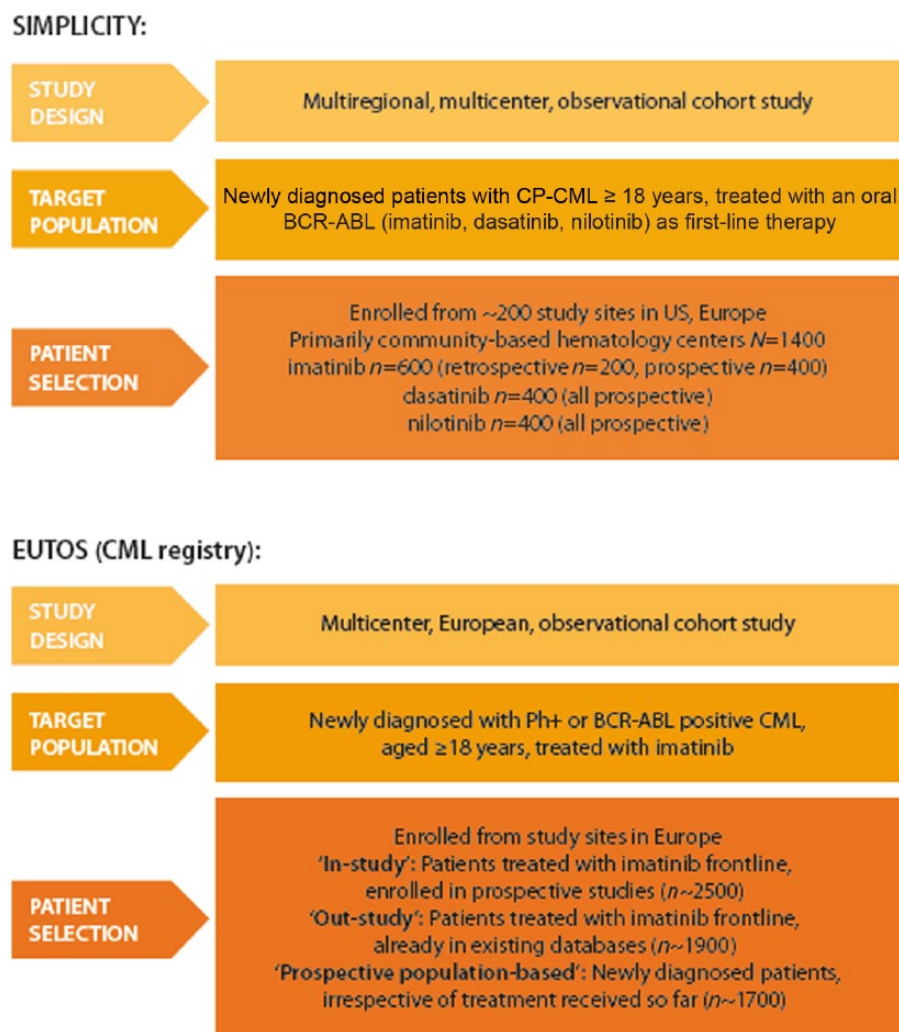 SIMPLICITY:
STUDY
DESIGN
Multiregional, multicenter, observational cohort study
TARGET
POPULATION
Newly diagnosed patients with CP-CML ≥ 18 years, treated with an oral
BCR-ABL (imatinib, dasatinib, nilotinib) as first-line therapy
PATIENT
SELECTION
Enrolled from ~200 study sites in US, Europe
Primarily community-based hematology centers N=1400
imatinib n=600 (retrospective n=200, prospective n=400)
dasatinib n=400 (all prospective)
nilotinib n=400 (all prospective)
EUTOS (CML registry):
STUDY
DESIGN
Multicenter, European, observational cohort study
TARGET
POPULATION
Newly diagnosed with Ph+ or BCR-ABL positive CML,
aged ≥18 years, treated with imatinib
PATIENT
SELECTION
Enrolled from study sites in Europe
'In-study': Patients treated with imatinib frontline,
enrolled in prospective studies (n~2500)
'Out-study': Patients treated with imatinib frontline,
already in existing databases (n~1900)
'Prospective population-based': Newly diagnosed patients,
irrespective of treatment received so far (n~1700)